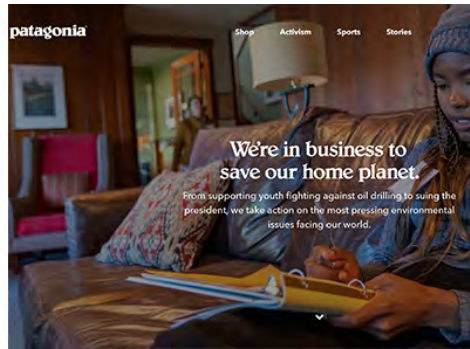 patagonia
Shop Activism Sports Stories
We're in business to
save our home planet.
From supporting youth fighting against oil drilling to suing the
president, we take action on the most pressing environmental
issues facing our world.